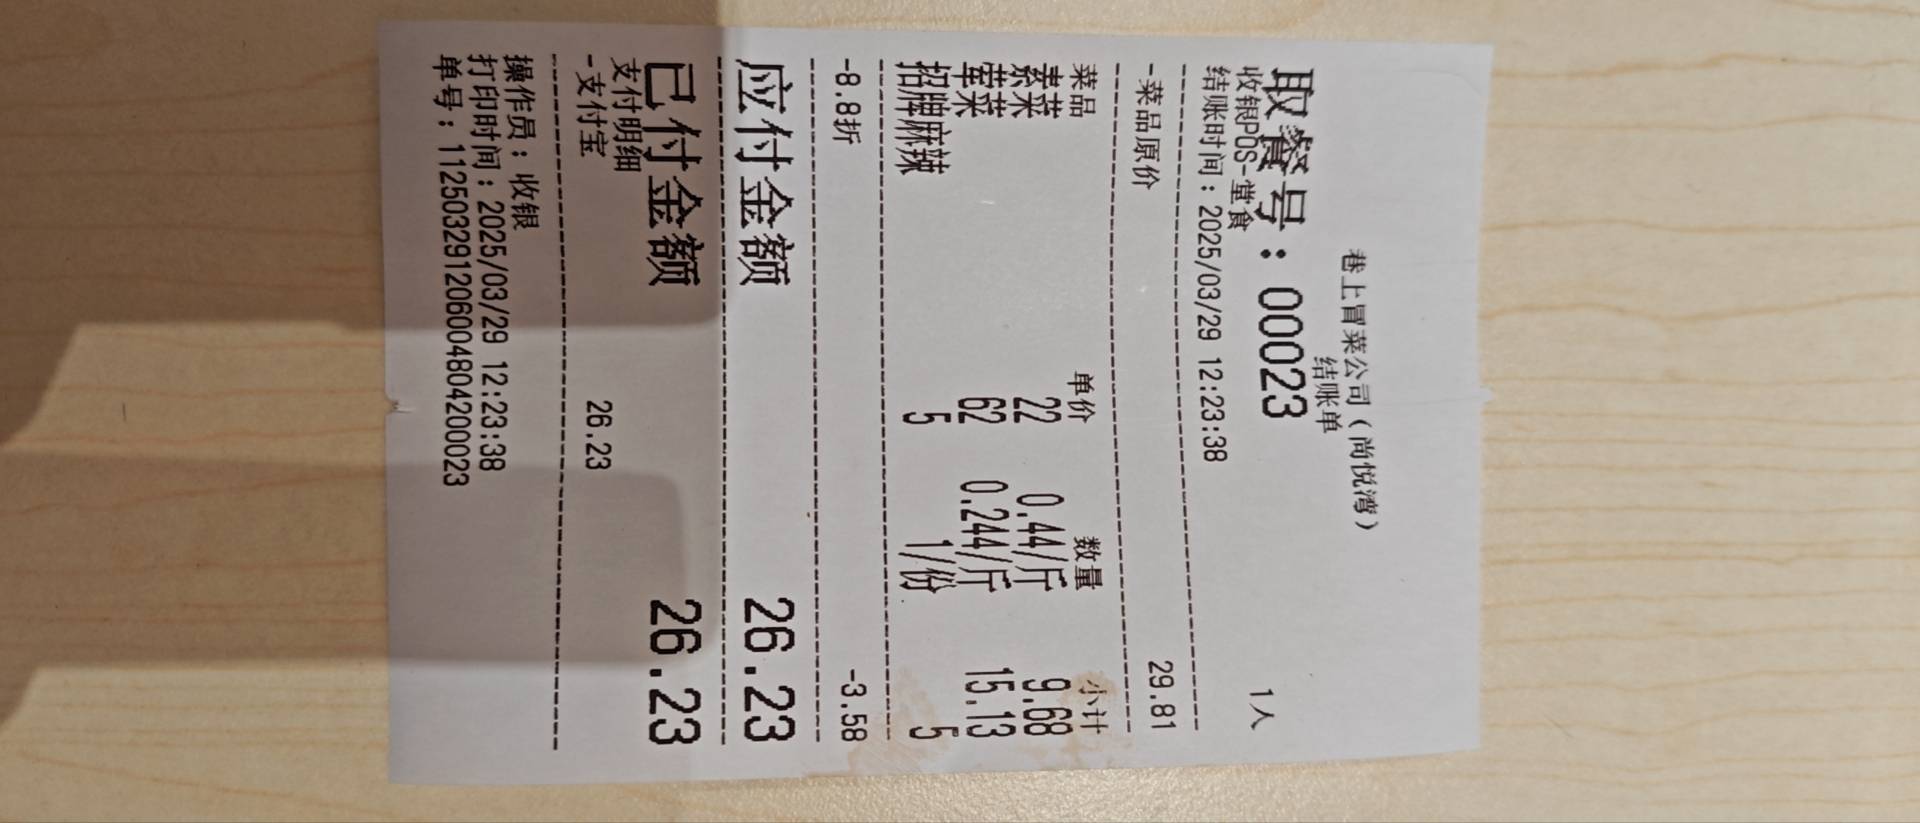 巷上冒菜公司(尚悦湾)
结账单
取餐号:00023
收银POS-堂食 1人
结账时间:2025/03/29 12:23:38
-菜品原价 29.81
菜品 单价 数量 小计
素菜 22 0.44/斤 9.68
荤菜 62 0.244/斤 15.13
招牌麻辣 5 1/份 5
-8.8折 -3.58
应付金额 26.23
已付金额 26.23
支付明细
-支付宝 26.23
操作员:收银
打印时间:2025/03/29 12:23:38
单号:11250329120600480420​0023